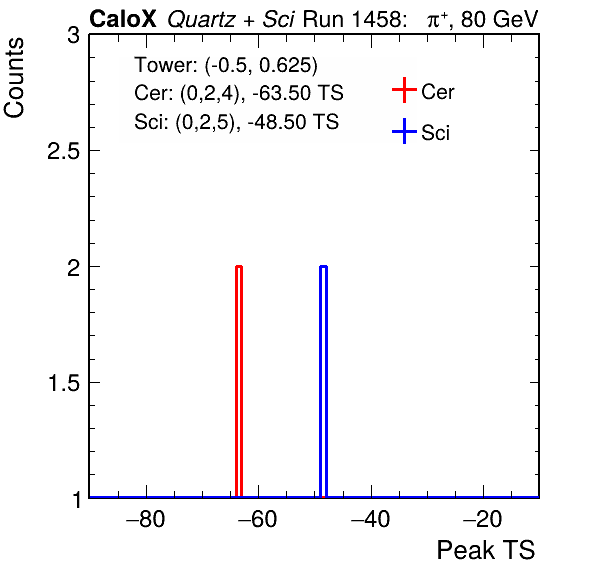 CaloX Quartz + Sci Run 1458: π⁺, 80 GeV
Counts
Tower: (-0.5, 0.625)
Cer: (0,2,4), -63.50 TS
Sci: (0,2,5), -48.50 TS
Cer
Sci
3
2.5
2
1.5
1
−80 −60 −40 −20
Peak TS